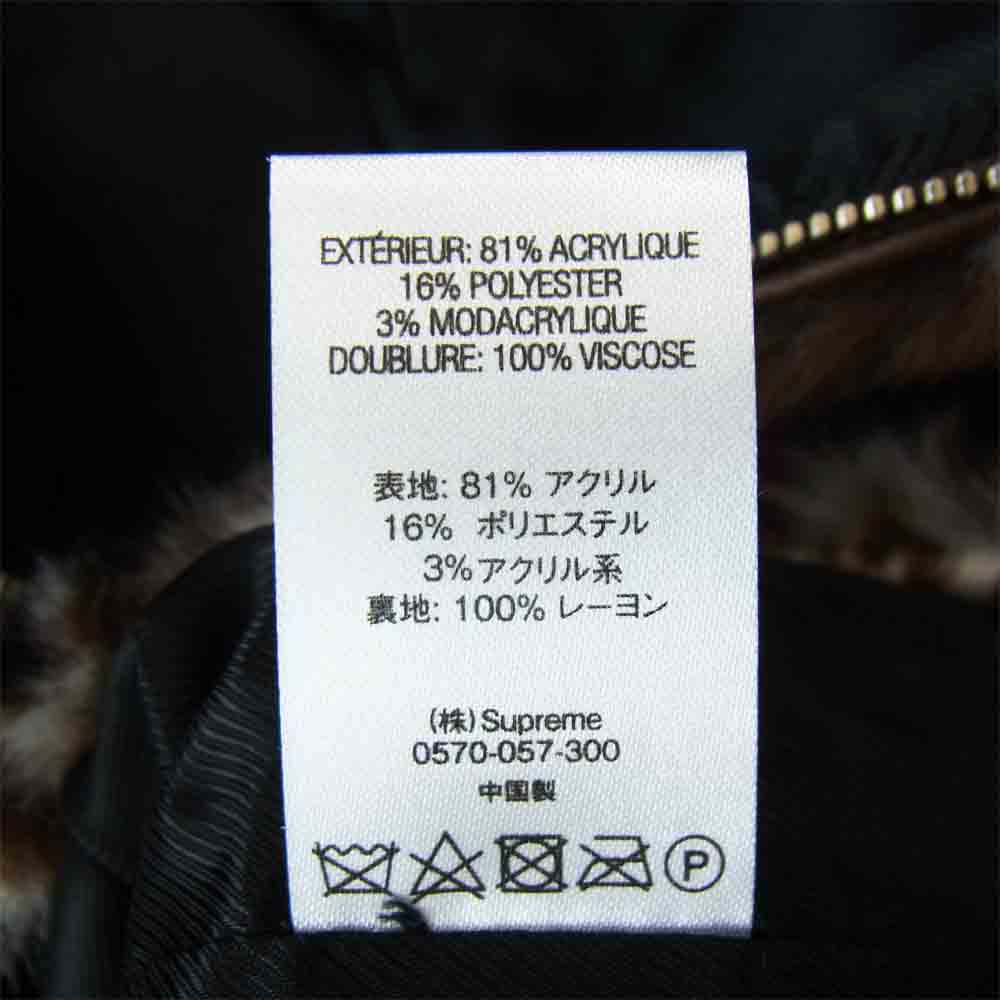 EXTÉRIEUR: 81% ACRYLIQUE
16% POLYESTER
3% MODACRYLIQUE
DOUBLURE: 100% VISCOSE
表地: 81% アクリル
16% ポリエステル
3%アクリル系
裏地: 100% レーヨン
(株)Supreme
0570-057-300
中国製
P